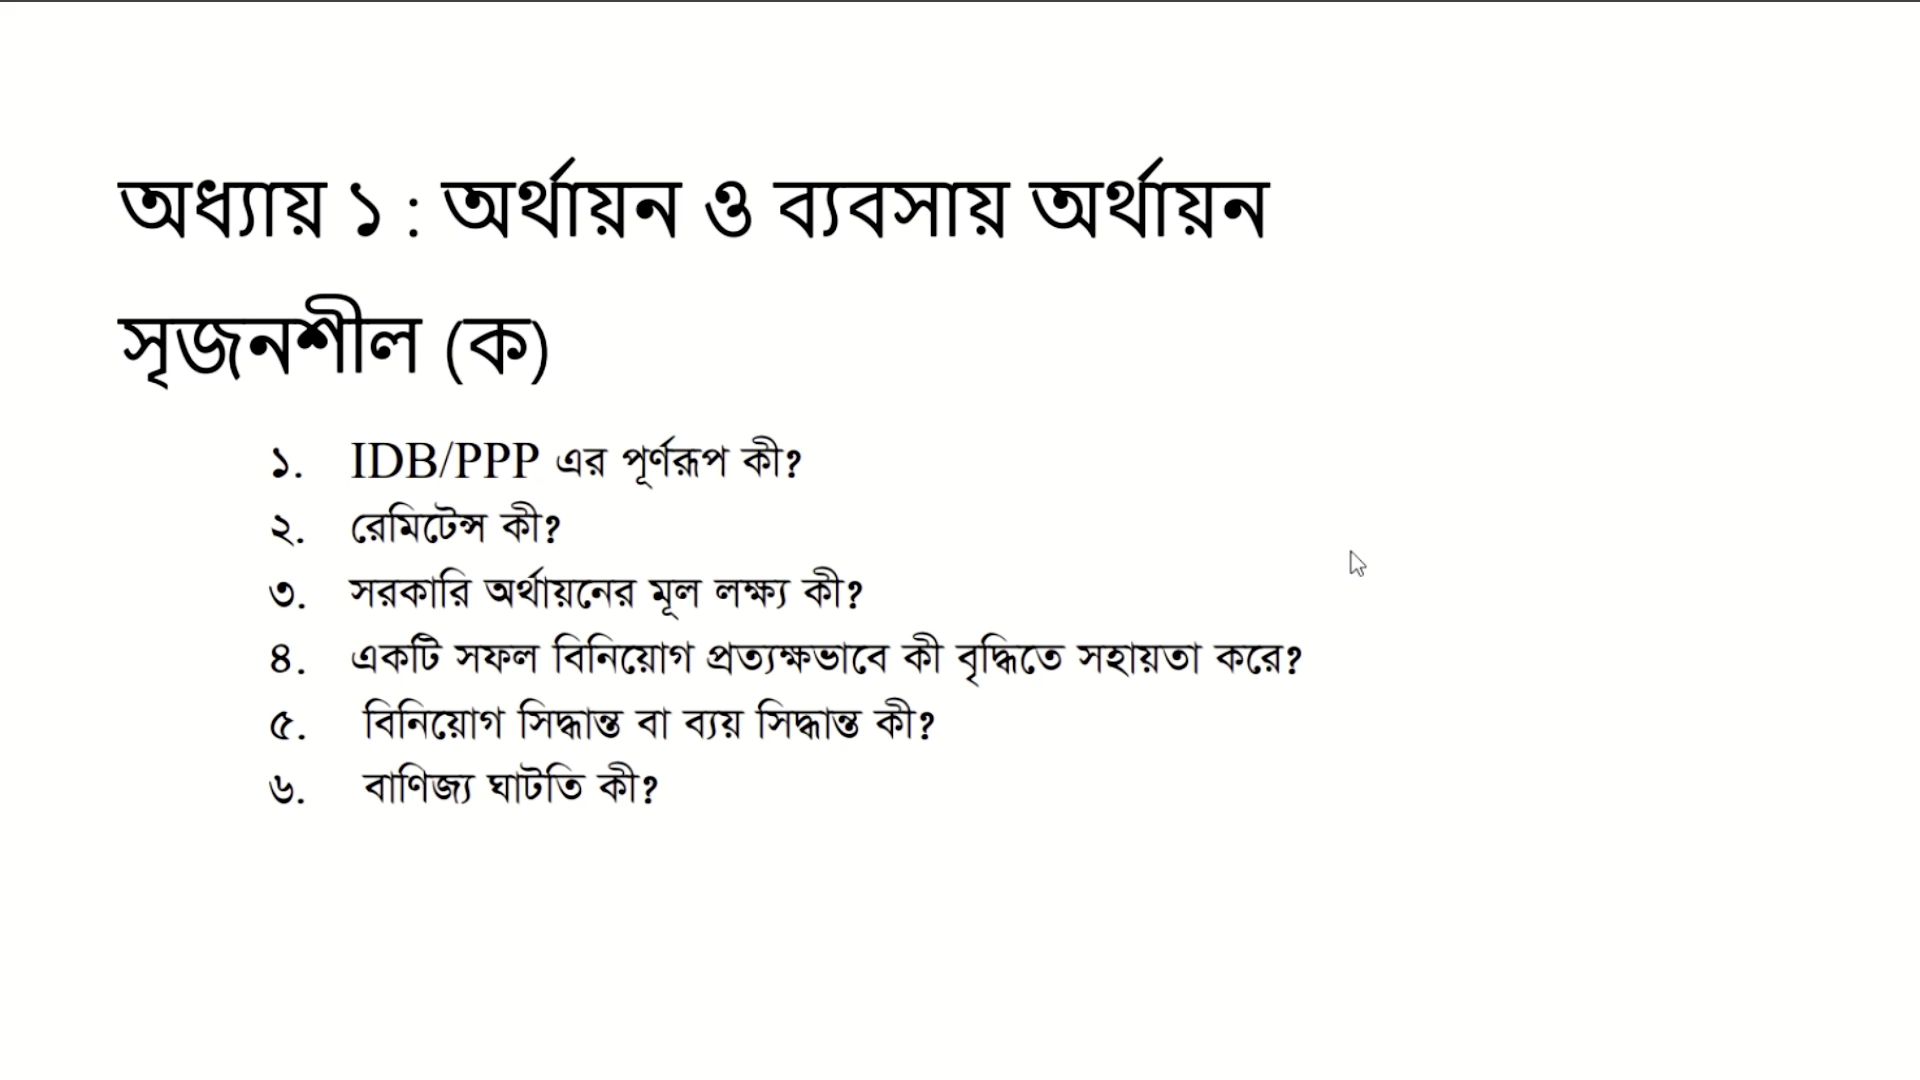 অধ্যায় ১ : অর্থায়ন ও ব্যবসায় অর্থায়ন
সৃজনশীল (ক)
১. IDB/PPP এর পূর্ণরূপ কী?
২. রেমিটেন্স কী?
৩. সরকারি অর্থায়নের মূল লক্ষ্য কী?
৪. একটি সফল বিনিয়োগ প্রত্যক্ষভাবে কী বৃদ্ধিতে সহায়তা করে?
৫. বিনিয়োগ সিদ্ধান্ত বা ব্যয় সিদ্ধান্ত কী?
৬. বাণিজ্য ঘাটতি কী?